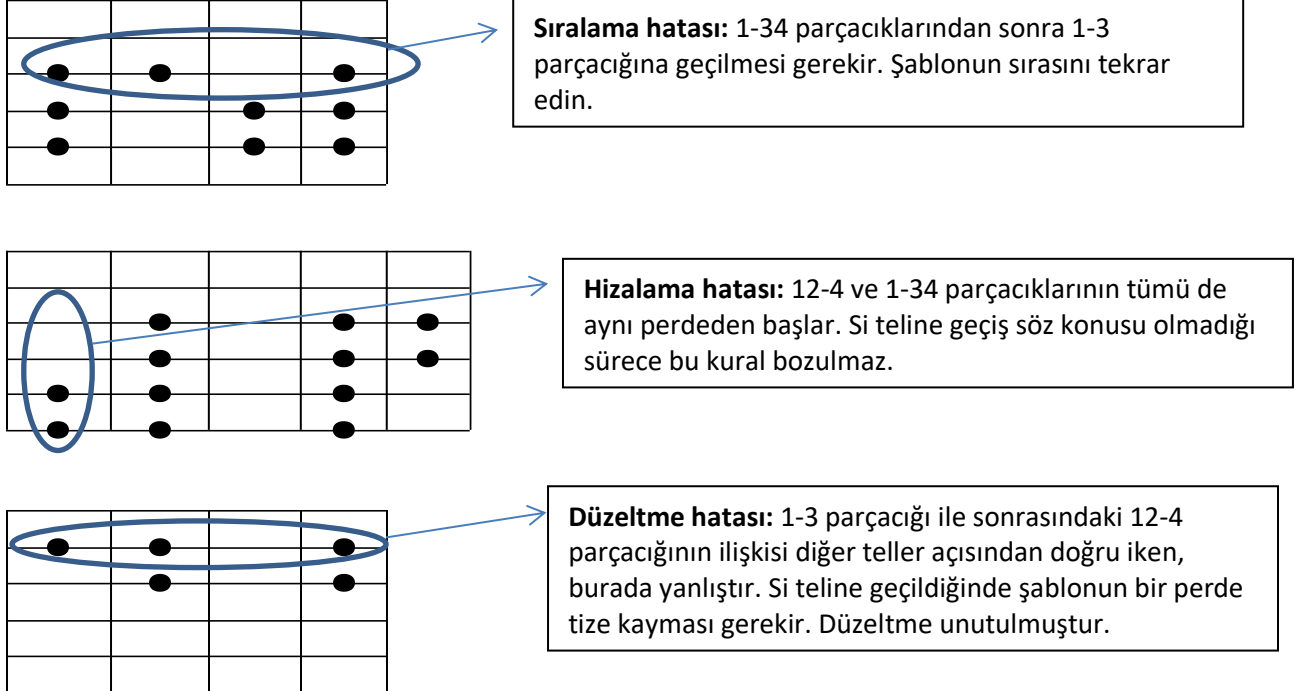 Sıralama hatası: 1-34 parçacıklarından sonra 1-3
parçacığına geçilmesi gerekir. Şablonun sırasını tekrar
edin.
Hizalama hatası: 12-4 ve 1-34 parçacıklarının tümü de
aynı perdeden başlar. Si teline geçiş söz konusu olmadığı
sürece bu kural bozulmaz.
Düzeltme hatası: 1-3 parçacığı ile sonrasındaki 12-4
parçacığının ilişkisi diğer teller açısından doğru iken,
burada yanlıştır. Si teline geçildiğinde şablonun bir perde
tize kayması gerekir. Düzeltme unutulmuştur.